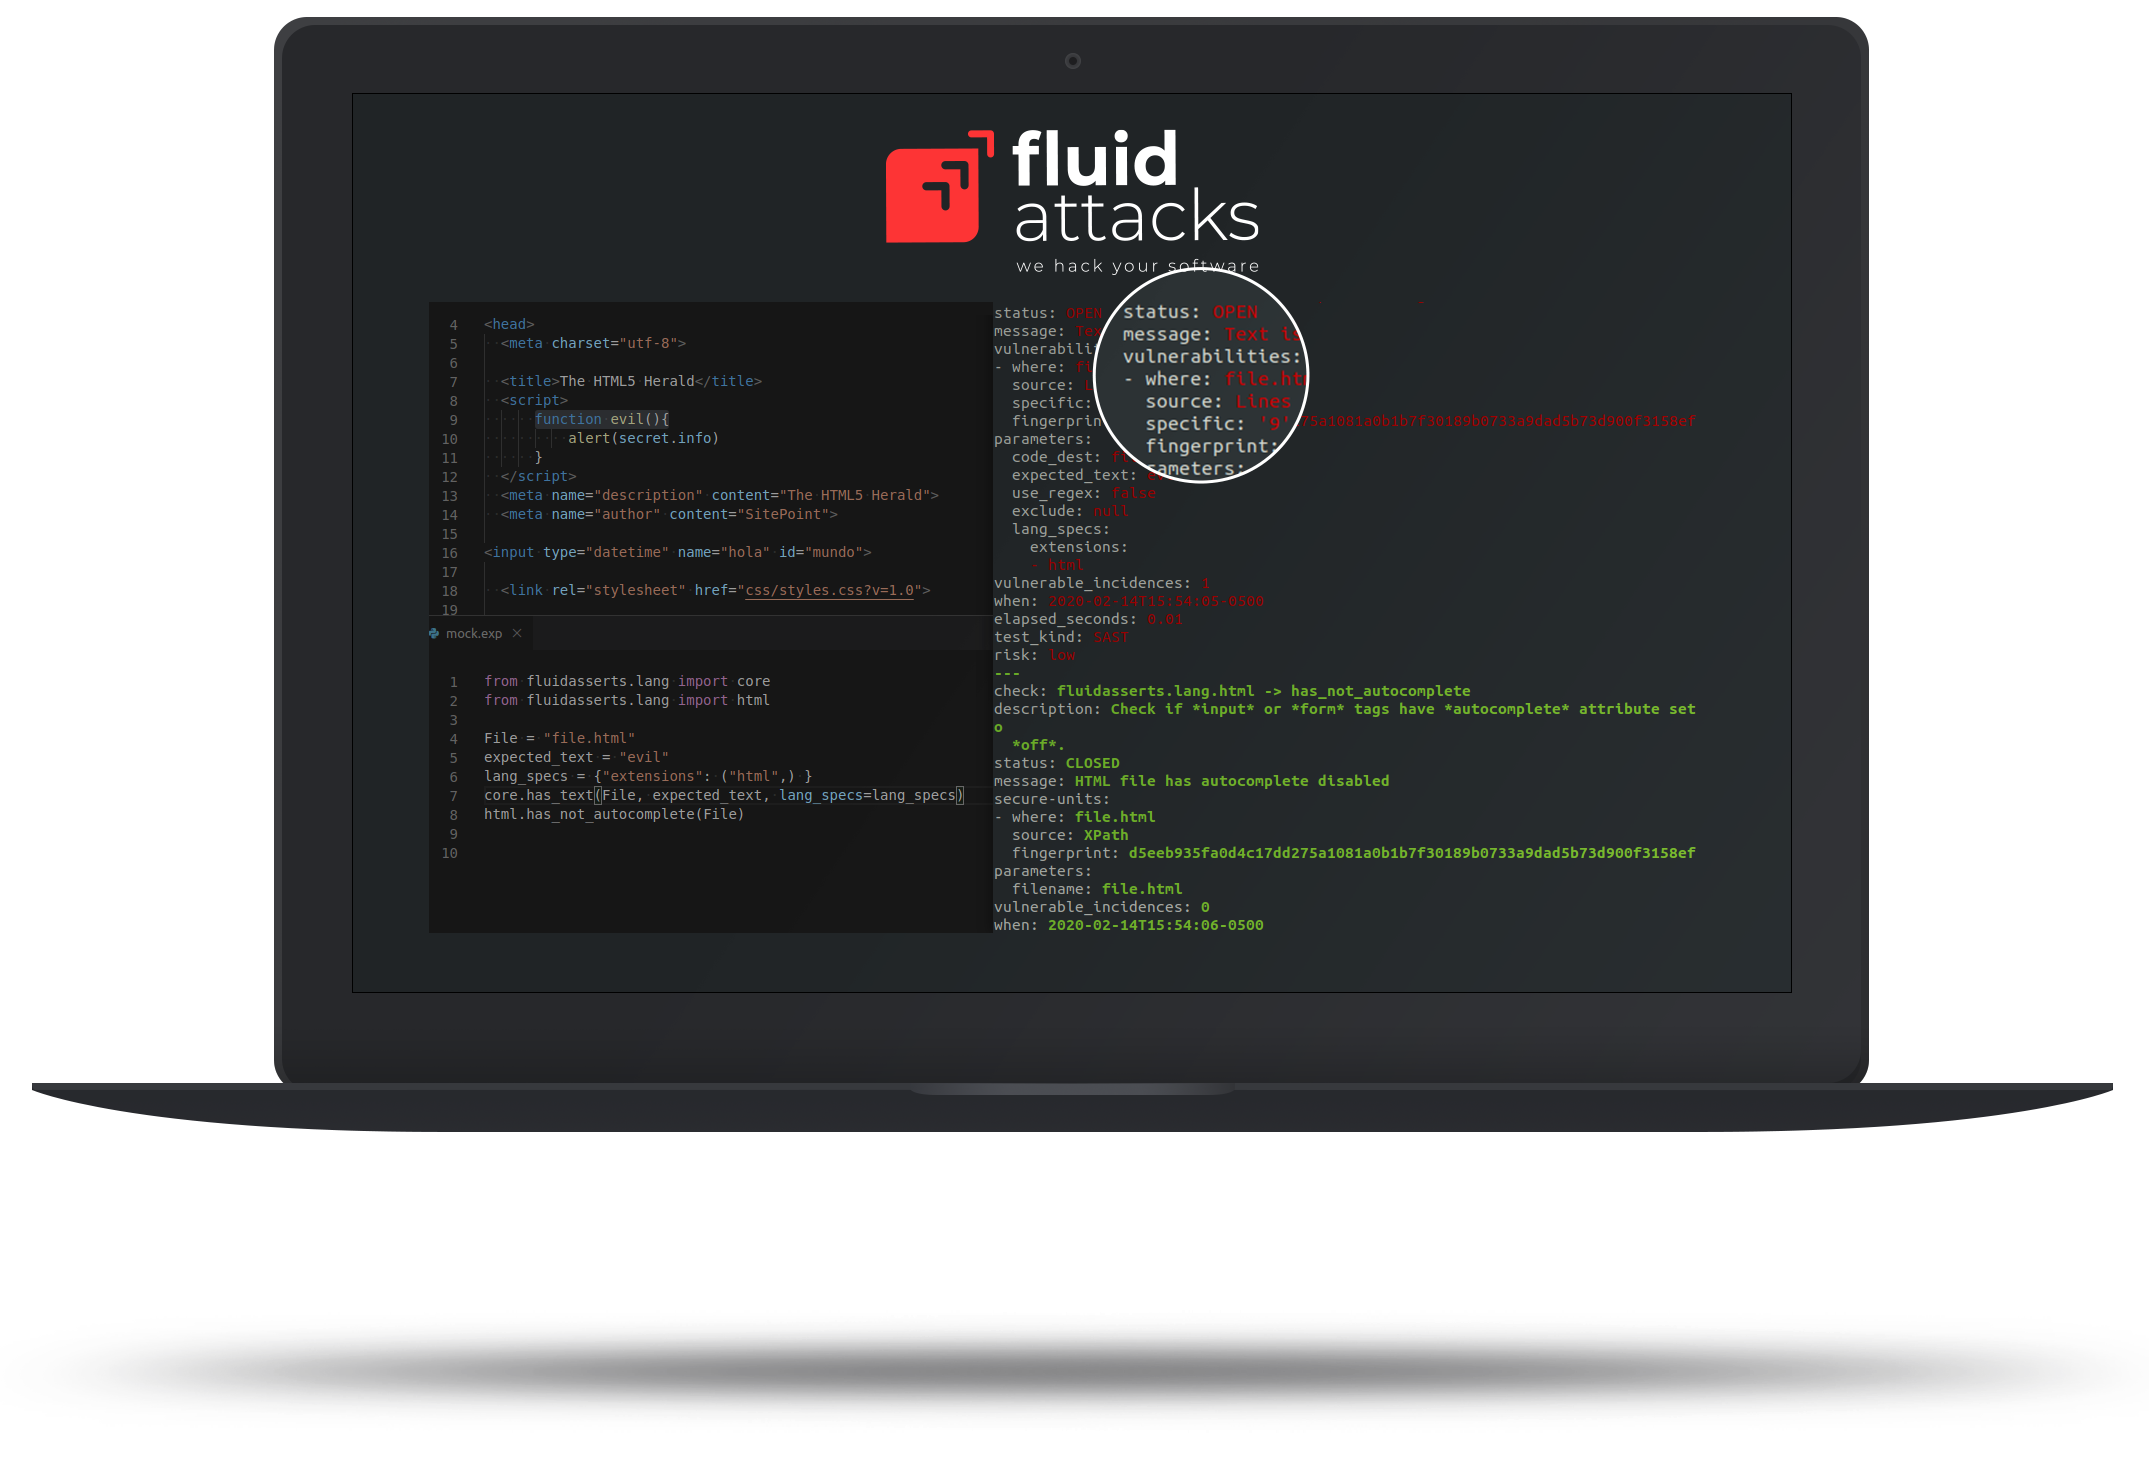 fluid
attacks
we hack your software
4 <head>
5 <meta charset="utf-8">
6
7 <title>The HTML5 Herald</title>
8 <script>
9 function evil(){
10 alert(secret.info)
11 }
12 </script>
13 <meta name="description" content="The HTML5 Herald">
14 <meta name="author" content="SitePoint">
15
16 <input type="datetime" name="hola" id="mundo">
17
18 <link rel="stylesheet" href="css/styles.css?v=1.0">
19
mock.exp ×
1 from fluidasserts.lang import core
2 from fluidasserts.lang import html
3
4 File = "file.html"
5 expected_text = "evil"
6 lang_specs = {"extensions": ("html",) }
7 core.has_text(File, expected_text, lang_specs=lang_specs)
8 html.has_not_autocomplete(File)
9
10
status: OPEN
message:
- where:
source:
specific:
75a1081a0b1b7f30189b0733a9dad5b73d900f3158ef
parameters:
code_dest:
expected_text:
use_regex: false
exclude: null
lang_specs:
extensions:
- html
vulnerable_incidences: 1
when: 2020-02-14T15:54:05-0500
elapsed_seconds: 0.01
test_kind: SAST
risk: low
---
check: fluidasserts.lang.html -> has_not_autocomplete
description: Check if *input* or *form* tags have *autocomplete* attribute set
o
*off*.
status: CLOSED
message: HTML file has autocomplete disabled
secure-units:
- where: file.html
source: XPath
fingerprint: d5eeb935fa0d4c17dd275a1081a0b1b7f30189b0733a9dad5b73d900f3158ef
parameters:
filename: file.html
vulnerable_incidences: 0
when: 2020-02-14T15:54:06-0500
status: OPEN
message: Text is
vulnerabilities:
- where: file.htm
source: Lines
specific: '9'
fingerprint:
rameters: